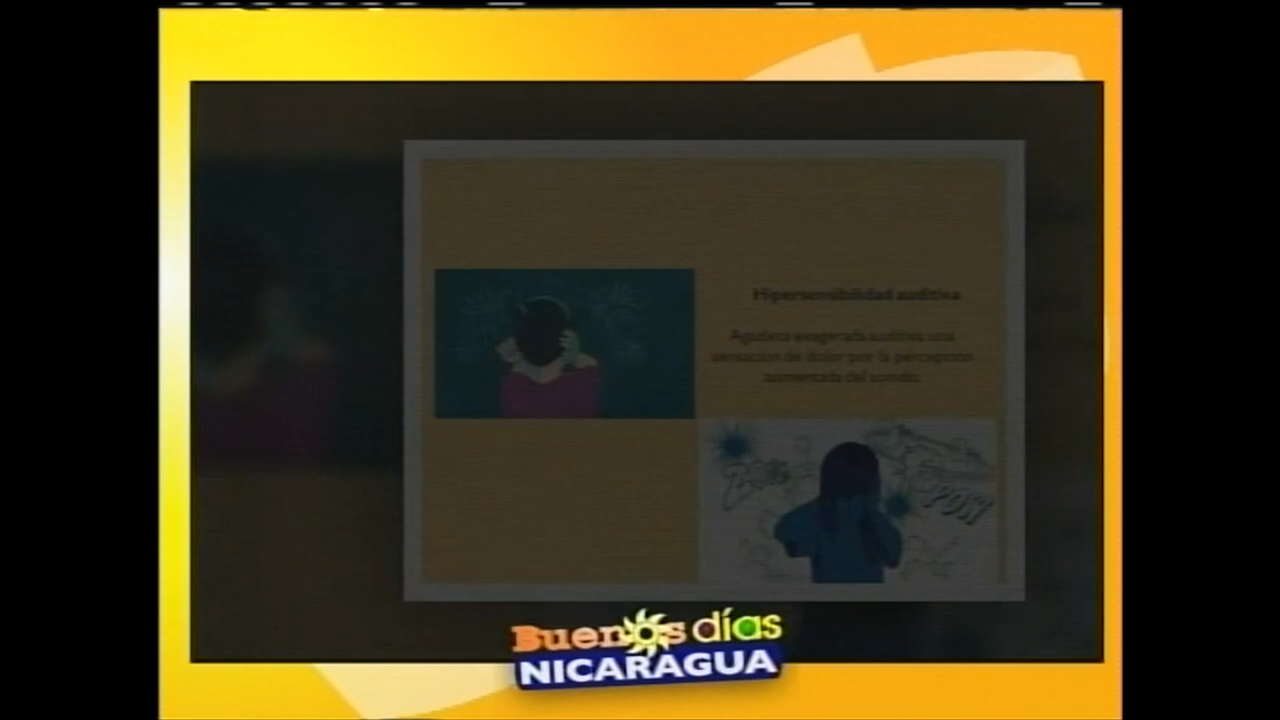 Hipersensibilidad auditiva
Agudeza exagerada auditiva una
sensación de dolor por la percepción
aumentada del sonido.
POW
Buenos días
NICARAGUA